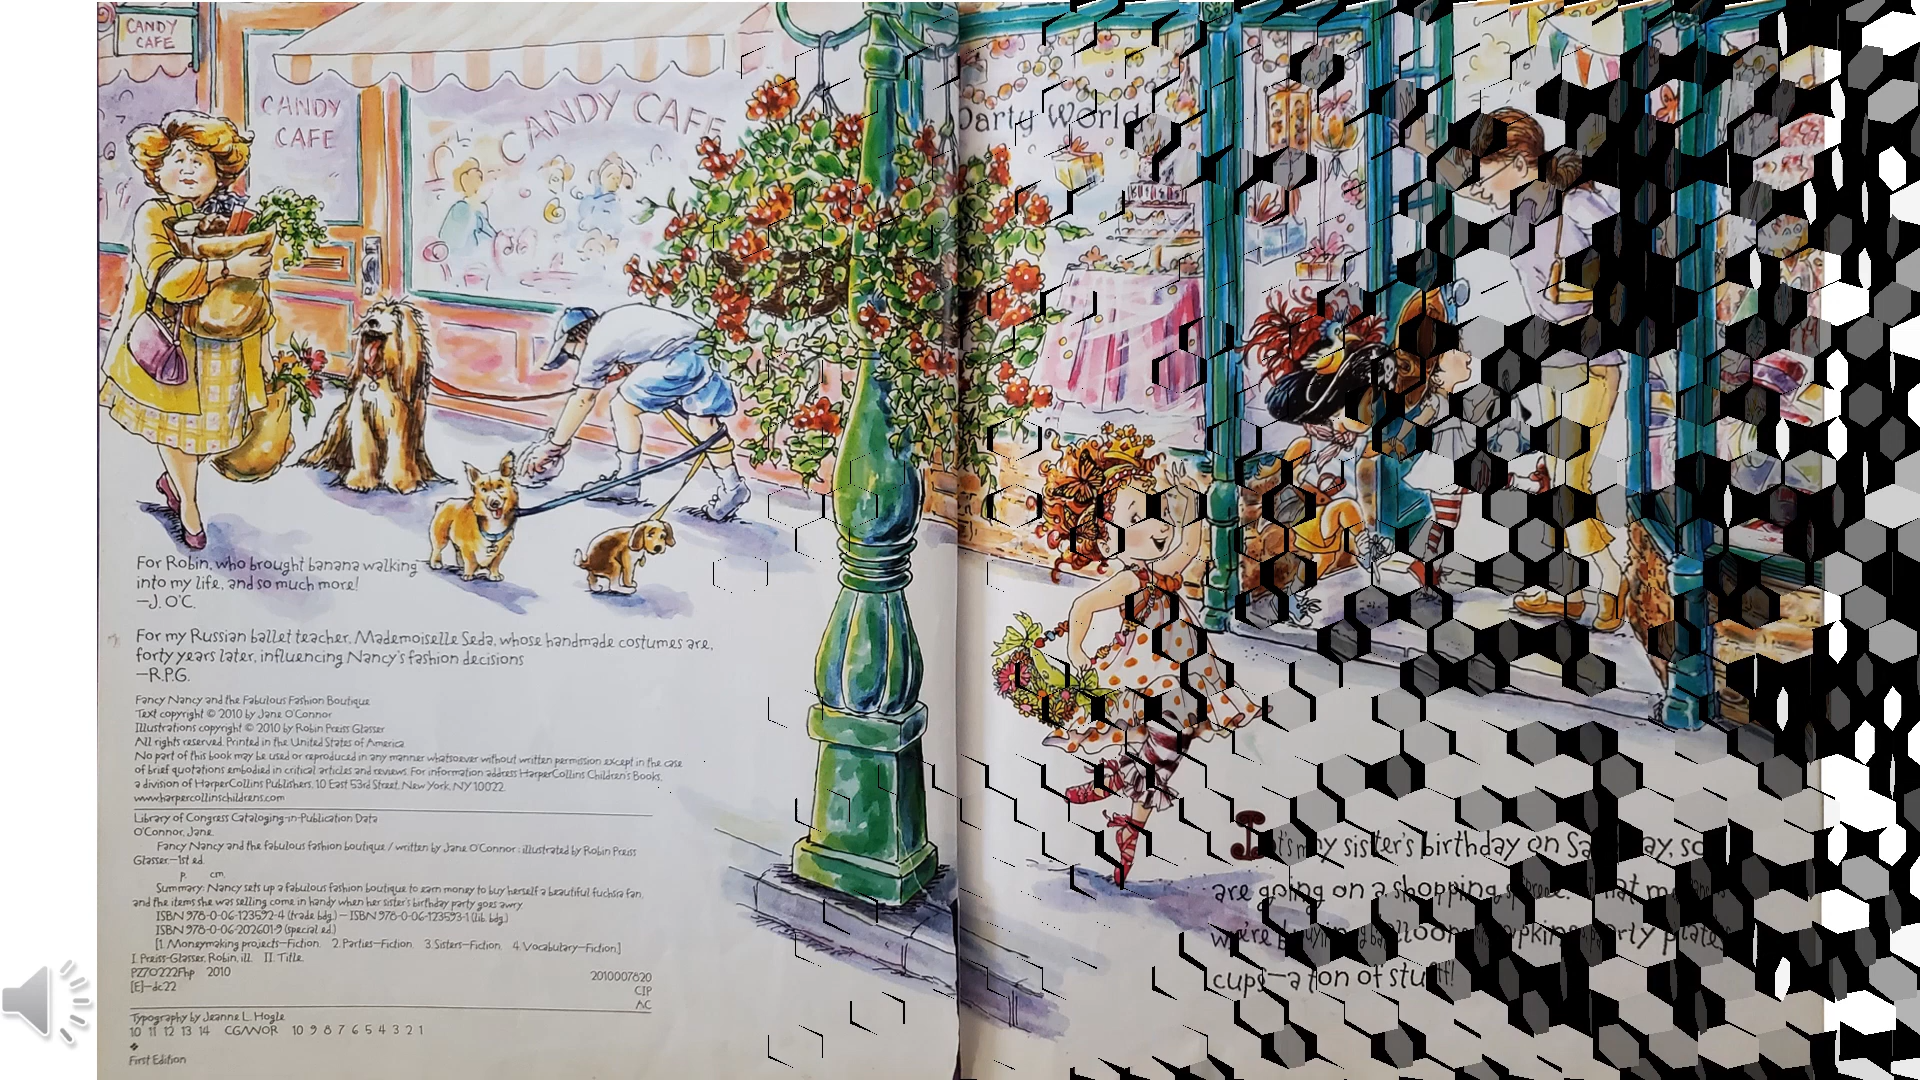 CANDY
CAFE
CANDY
CAFE
CANDY CAFE
Party World
For Robin, who brought banana walking
into my life, and so much more!
—J. O'C.
For my Russian ballet teacher, Mademoiselle Seda, whose handmade costumes are,
forty years later, influencing Nancy's fashion decisions
—R.P.G.
Fancy Nancy and the Fabulous Fashion Boutique
Text copyright © 2010 by Jane O'Connor
Illustrations copyright © 2010 by Robin Preiss Glasser
All rights reserved. Printed in the United States of America.
No part of this book may be used or reproduced in any manner whatsoever without written permission except in the case
of brief quotations embodied in critical articles and reviews. For information address HarperCollins Children's Books,
a division of HarperCollins Publishers, 10 East 53rd Street, New York, NY 10022.
www.harpercollinschildrens.com
Library of Congress Cataloging-in-Publication Data
O'Connor, Jane.
Fancy Nancy and the fabulous fashion boutique / written by Jane O'Connor ; illustrated by Robin Preiss
Glasser.—1st ed.
p. cm.
Summary: Nancy sets up a fabulous fashion boutique to earn money to buy herself a beautiful fuchsia fan,
and the items she was selling come in handy when her sister's birthday party goes awry.
ISBN 978-0-06-123592-4 (trade bdg.) — ISBN 978-0-06-123593-1 (lib. bdg.)
ISBN 978-0-06-202601-9 (special ed.)
[1. Moneymaking projects—Fiction. 2. Parties—Fiction. 3. Sisters—Fiction. 4. Vocabulary—Fiction.]
I. Preiss-Glasser, Robin, ill. II. Title.
PZ7.O222Fhp 2010
2010007820
[E]—dc22
CIP
AC
Typography by Jeanne L. Hogle
10 11 12 13 14 CG/WOR 10 9 8 7 6 5 4 3 2 1
❖
First Edition
It's my sister's birthday on so
are going on a shopping
we're buying balloons, napkins, party plates,
cups—a ton of stuff!